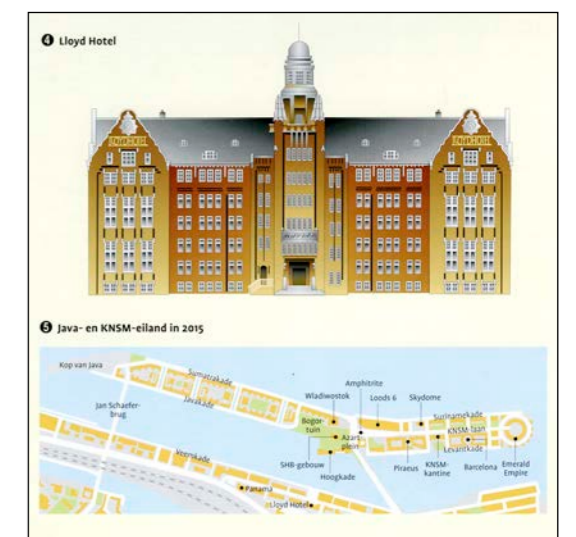 4 Lloyd Hotel
5 Java- en KNSM-eiland in 2015
Kop van Java
Sumatrakade
Javakade
Jan Schaefer-
brug
Wladiwostok
Amphitrite
Loods 6
Skydome
Bogor-
tuin
Azart-
plein
Surinamekade
KNSM-laan
Levantkade
SHB-gebouw
Hoogkade
Piraeus
KNSM-
kantine
Barcelona
Emerald
Empire
Veemkade
Panama
Lloyd Hotel